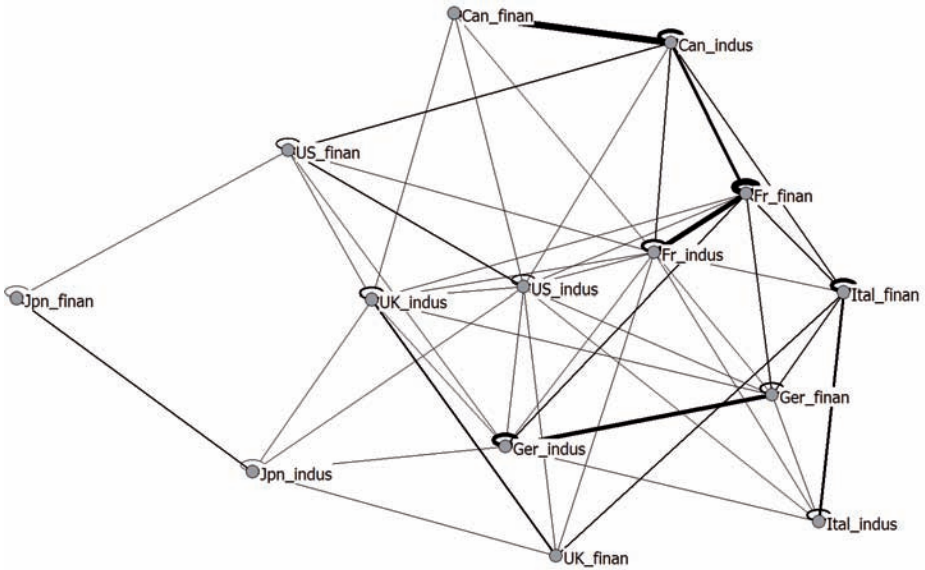 Can_finan
Can_indus
US_finan
Fr_finan
Fr_indus
US_indus
Ital_finan
Jpn_finan
UK_indus
Ger_finan
Ger_indus
Jpn_indus
Ital_indus
UK_finan